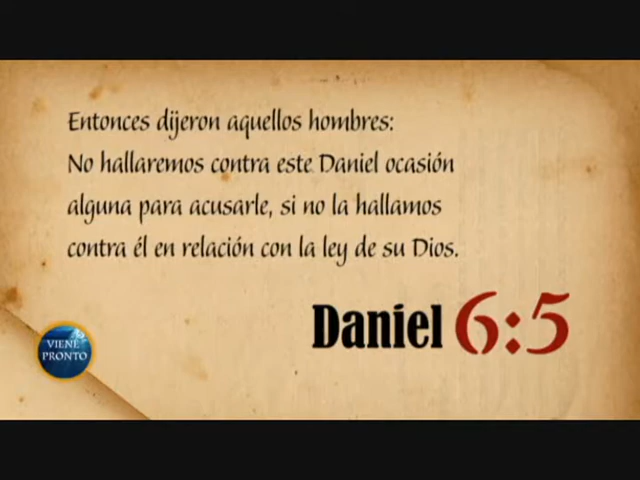 Entonces dijeron aquellos hombres:
No hallaremos contra este Daniel ocasión
alguna para acusarle, si no la hallamos
contra él en relación con la ley de su Dios.
Daniel 6:5
VIENE
PRONTO